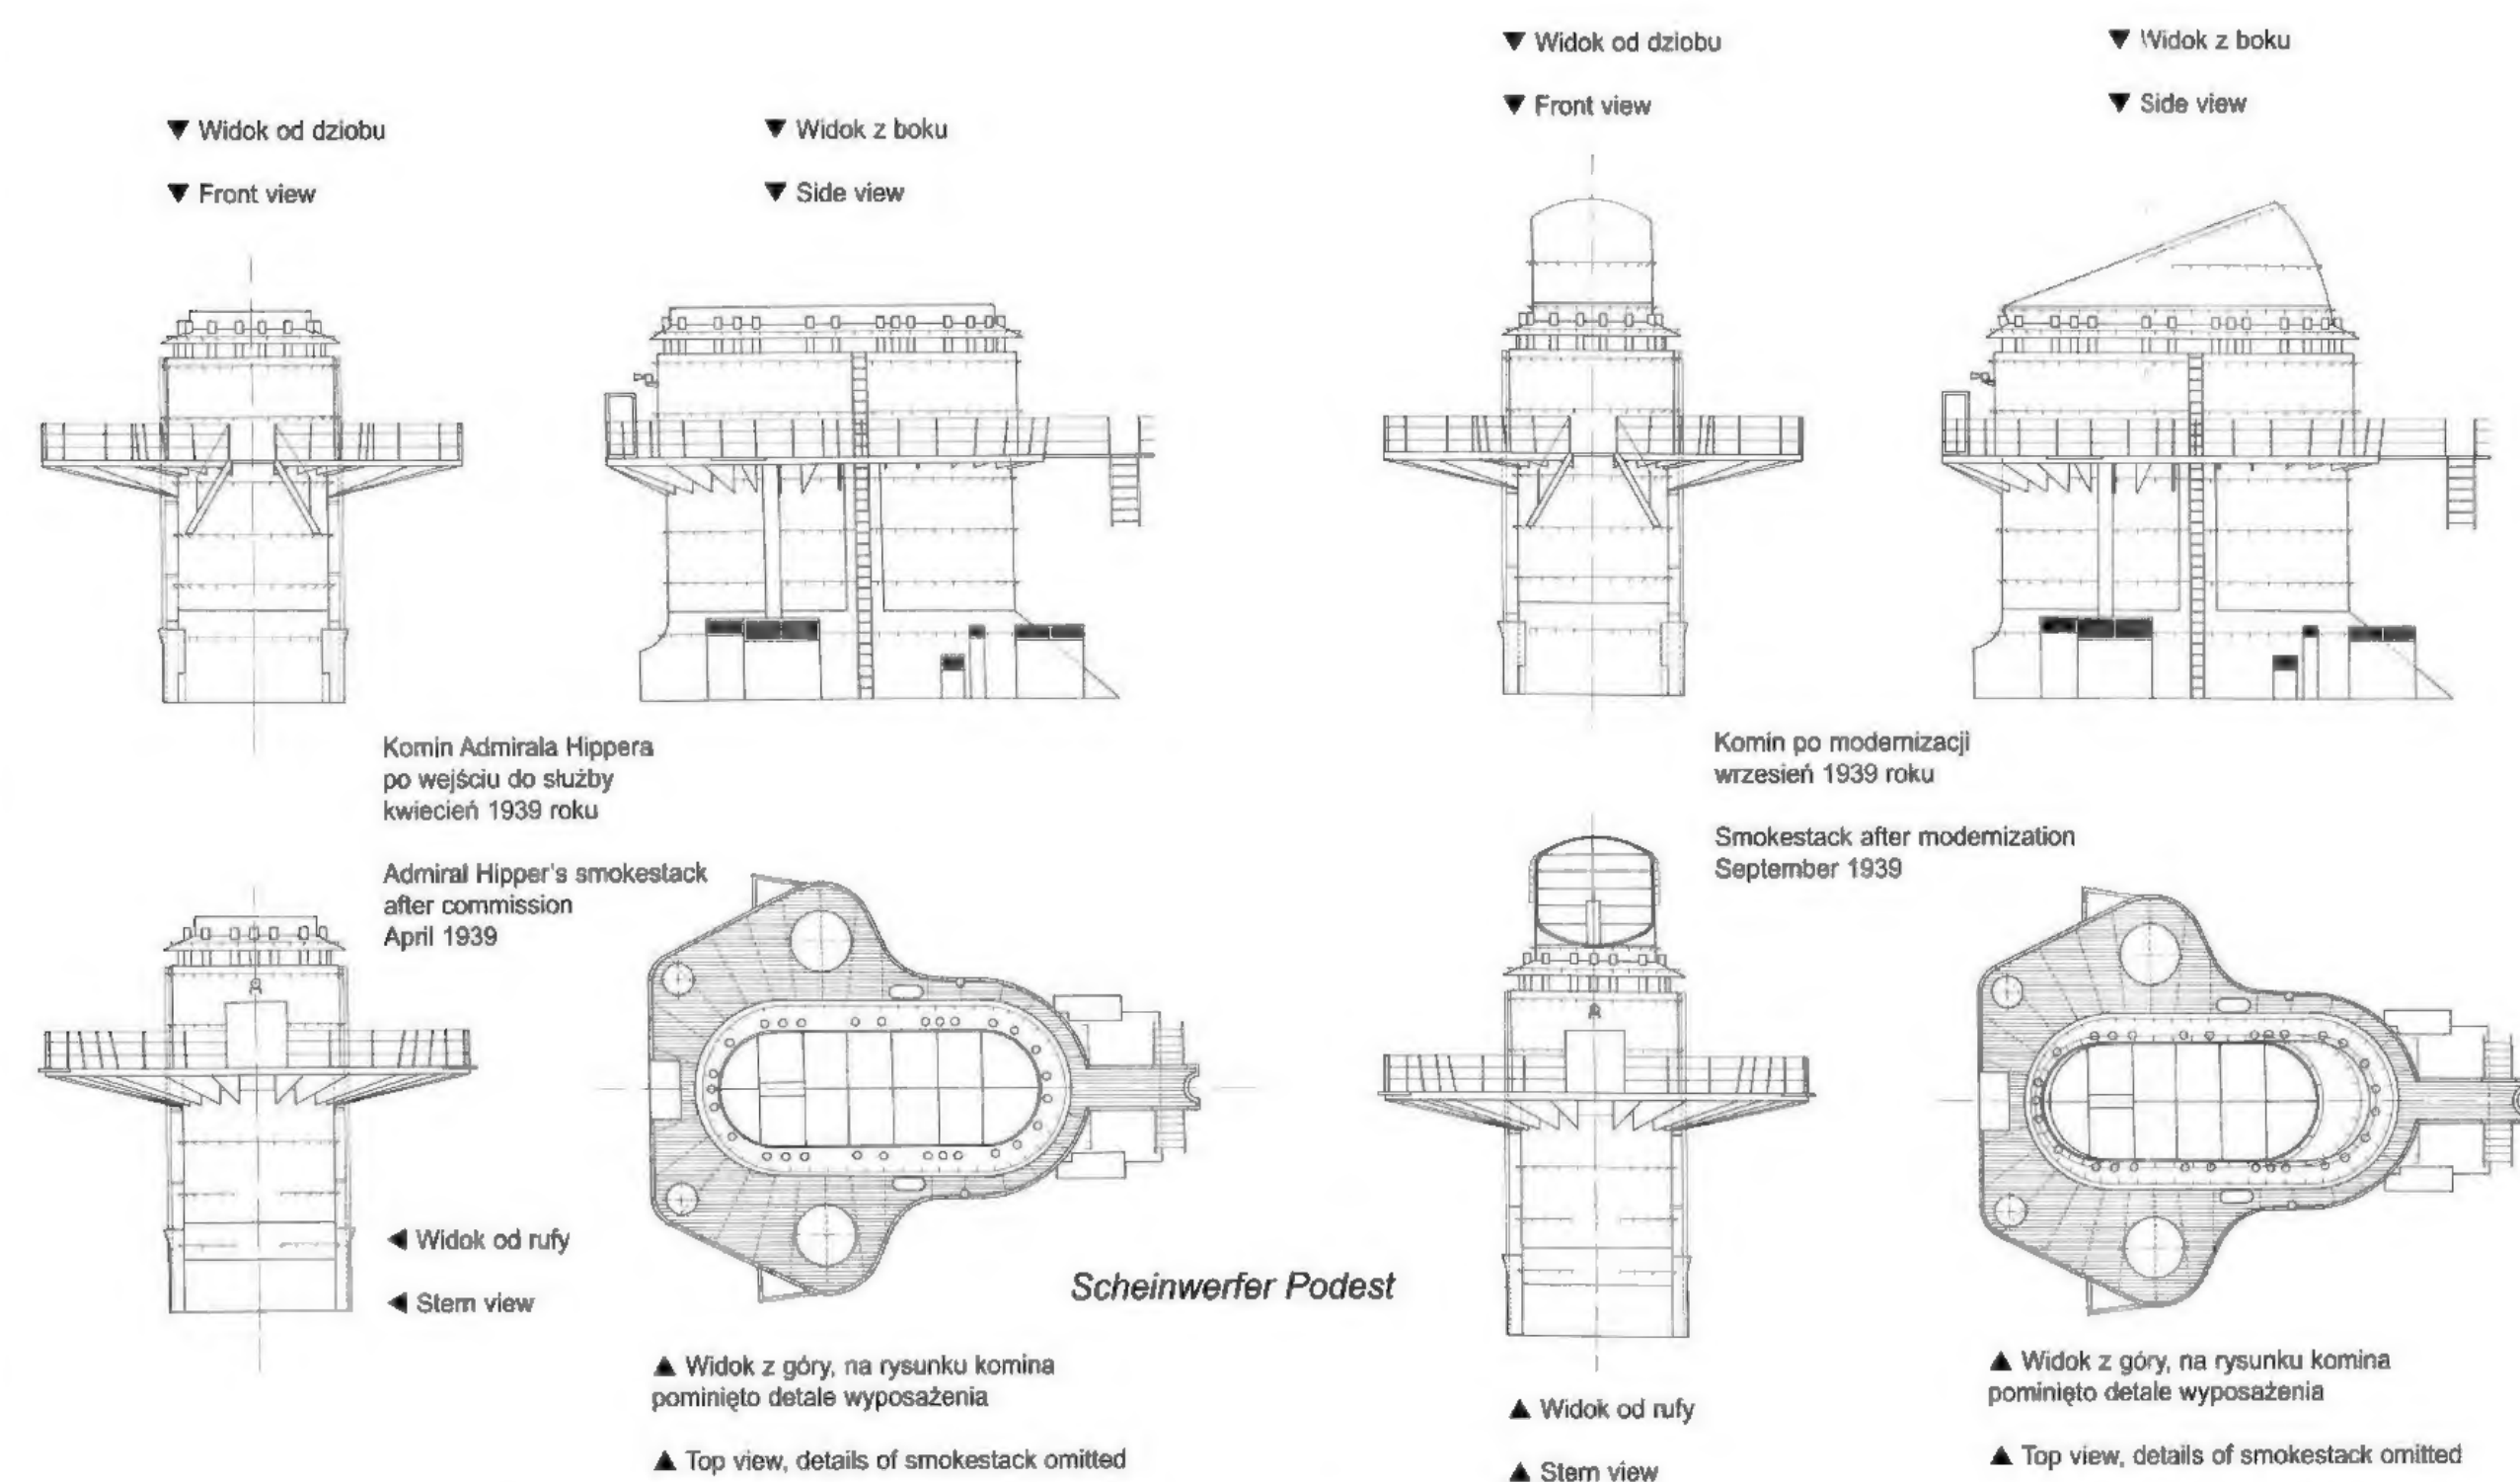 ▼ Widok od dziobu
▼ Front view
▼ Widok z boku
▼ Side view
▼ Widok od dziobu
▼ Front view
▼ Widok z boku
▼ Side view
Komin Admirala Hippera
po wejściu do służby
kwiecień 1939 roku
Admiral Hipper's smokestack
after commission
April 1939
Komin po modernizacji
wrzesień 1939 roku
Smokestack after modernization
September 1939
◀ Widok od rufy
◀ Stern view
Scheinwerfer Podest
▲ Widok z góry, na rysunku komina
pominięto detale wyposażenia
▲ Top view, details of smokestack omitted
▲ Widok od rufy
▲ Stern view
▲ Widok z góry, na rysunku komina
pominięto detale wyposażenia
▲ Top view, details of smokestack omitted